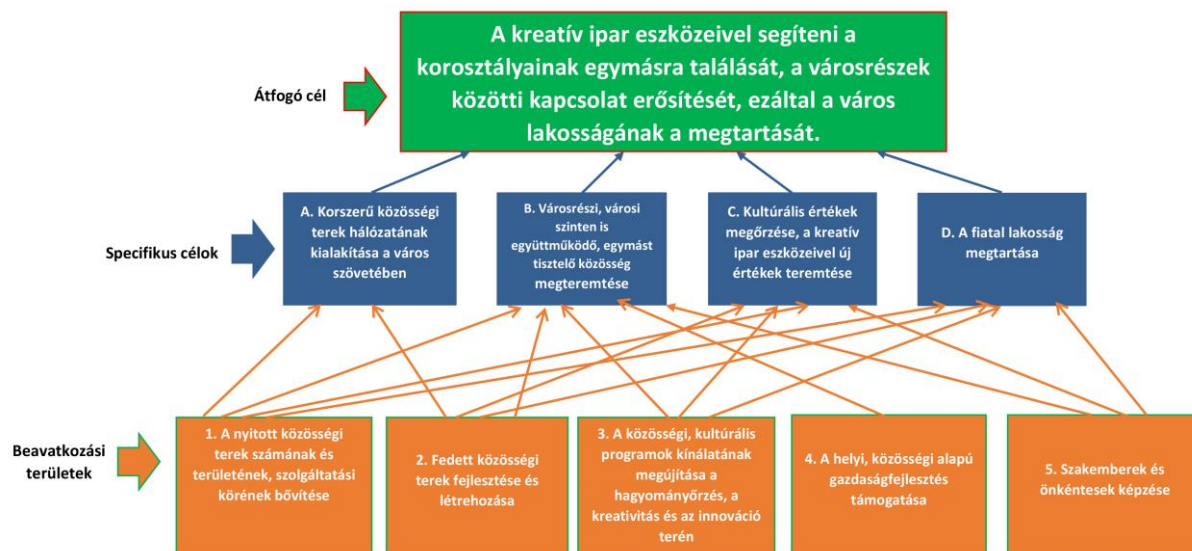 A kreatív ipar eszközeivel segíteni a
korosztályainak egymásra találását, a városrészek
közötti kapcsolat erősítését, ezáltal a város
lakosságának a megtartását.
Átfogó cél
Specifikus célok
A. Korszerű közösségi
terek hálózatának
kialakítása a város
szövetében
B. Városrészi, városi
szinten is
együttműködő, egymást
tisztelő közösség
megteremtése
C. Kultúrális értékek
megőrzése, a kreatív
ipar eszközeivel új
értékek teremtése
D. A fiatal lakosság
megtartása
Beavatkozási
területek
1. A nyitott közösségi
terek számának és
területének, szolgáltatási
körének bővítése
2. Fedett közösségi
terek fejlesztése és
létrehozása
3. A közösségi, kultúrális
programok kínálatának
megújítása a
hagyományőrzés, a
kreativitás és az innováció
terén
4. A helyi, közösségi alapú
gazdaságfejlesztés
támogatása
5. Szakemberek és
önkéntesek képzése